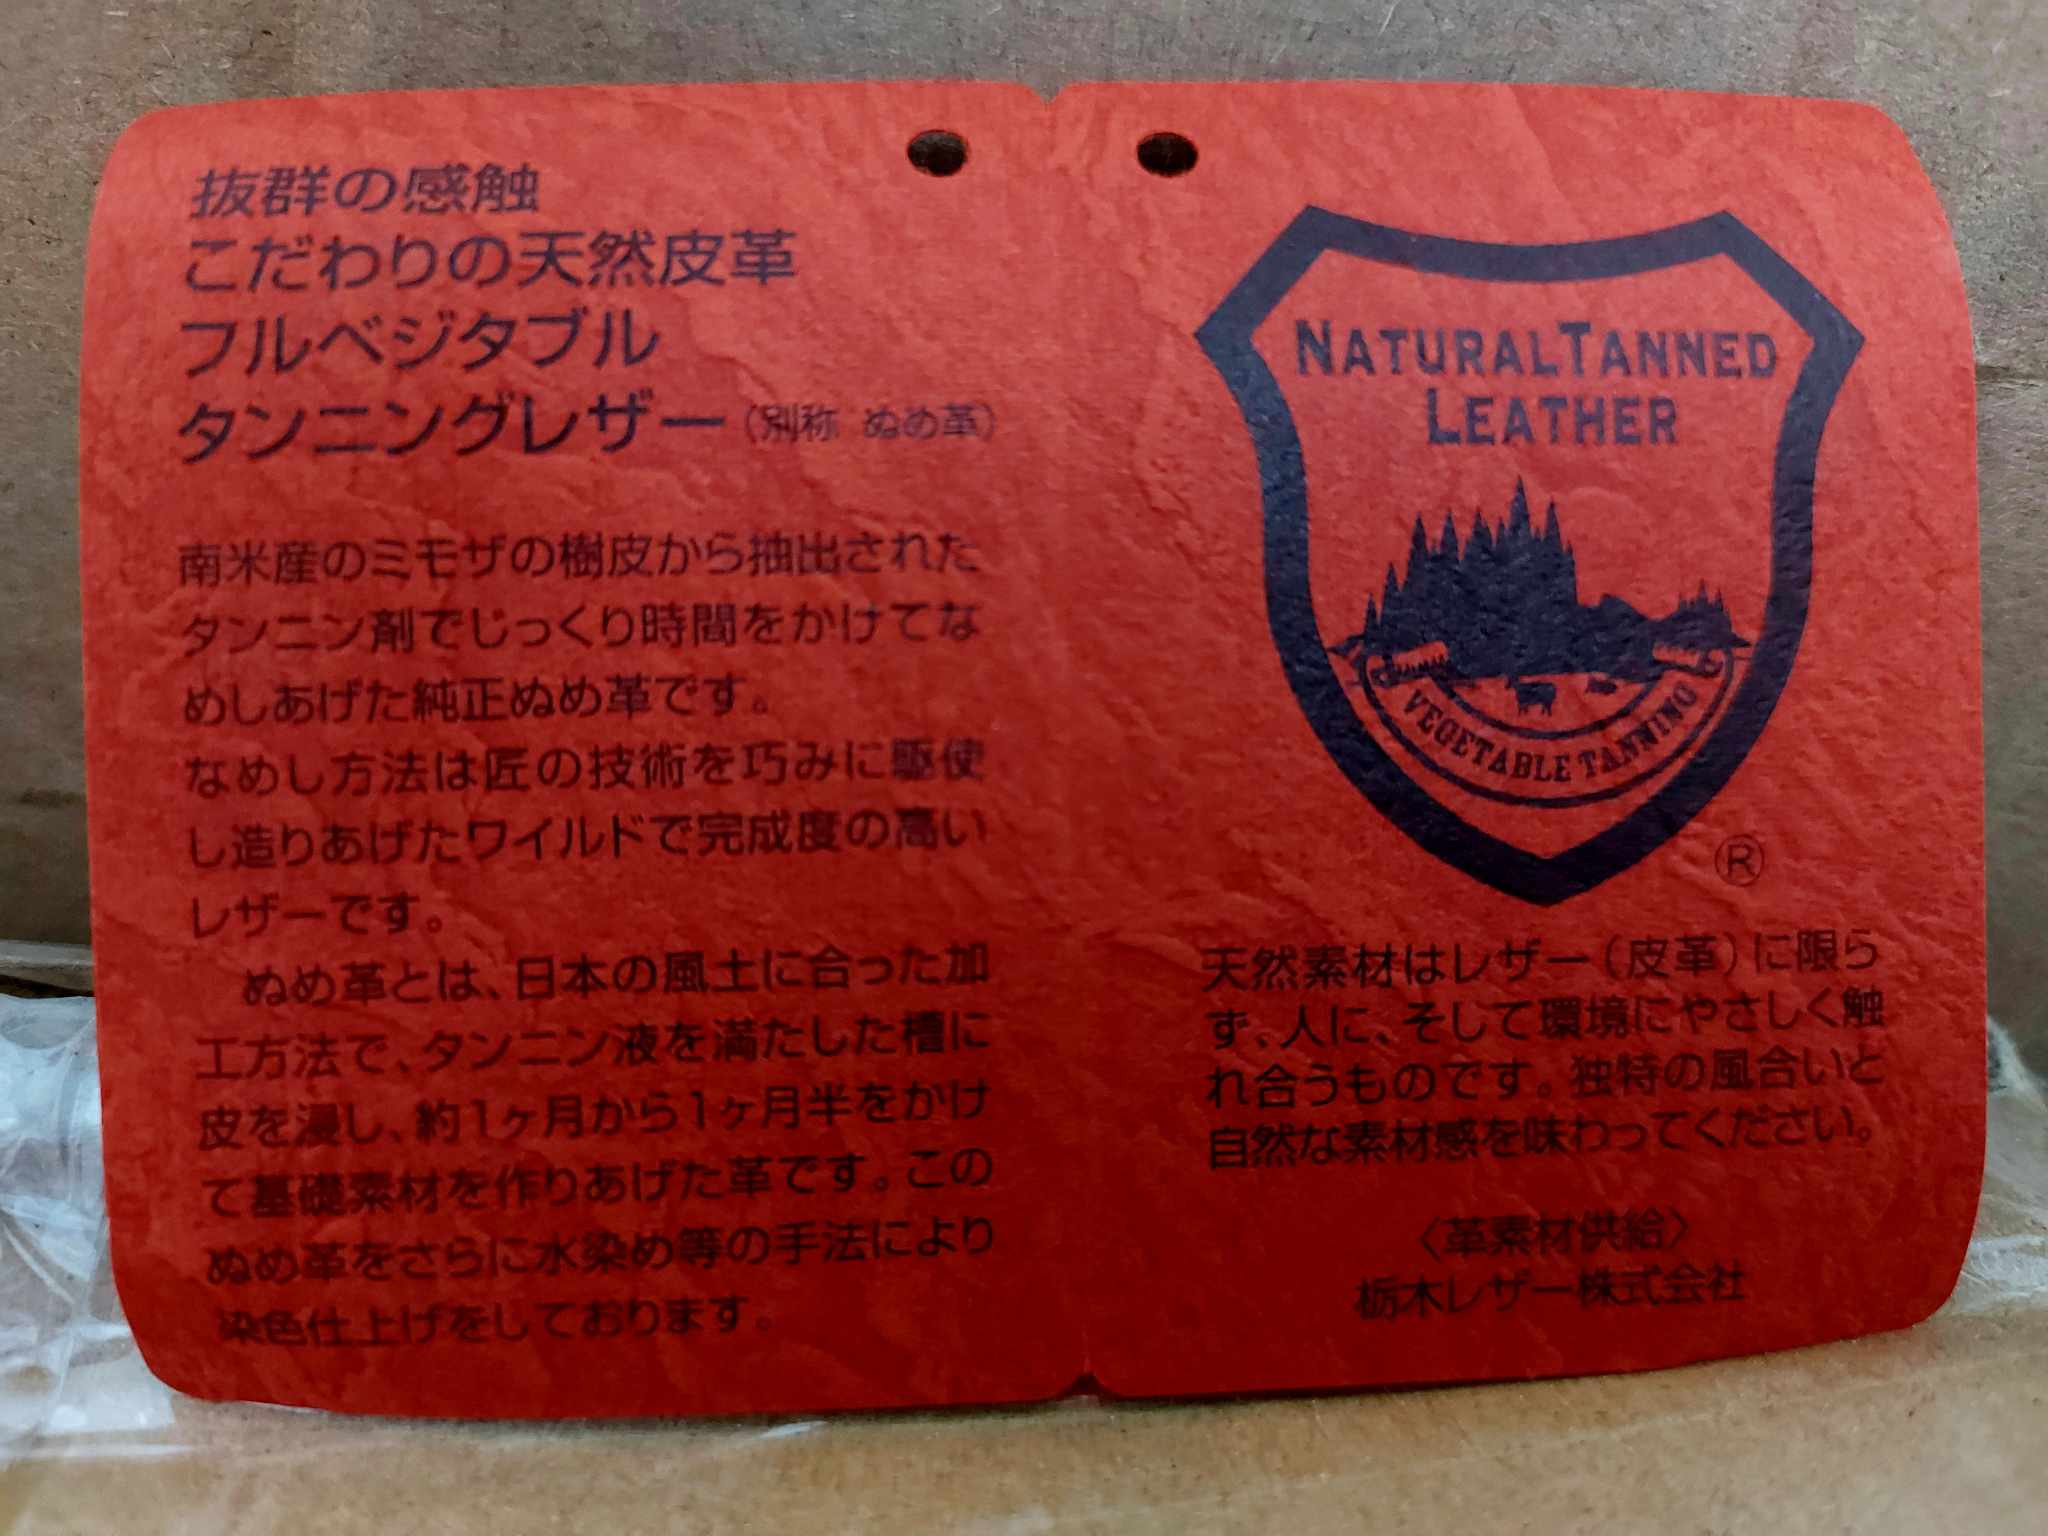 抜群の感触
こだわりの天然皮革
フルベジタブル
タンニングレザー（別称 ぬめ革）
南米産のミモザの樹皮から抽出された
タンニン剤でじっくり時間をかけてな
めしあげた純正ぬめ革です。
なめし方法は匠の技術を巧みに駆使
し造りあげたワイルドで完成度の高い
レザーです。
ぬめ革とは、日本の風土に合った加
工方法で、タンニン液を満たした槽に
皮を浸し、約1ヶ月から1ヶ月半をかけ
て基礎素材を作りあげた革です。この
ぬめ革をさらに水染め等の手法により
染色仕上げをしております。
NATURAL TANNED
LEATHER
VEGETABLE TANNING
®
天然素材はレザー（皮革）に限ら
ず、人に、そして環境にやさしく触
れ合うものです。独特の風合いと
自然な素材感を味わってください。
〈革素材供給〉
栃木レザー株式会社